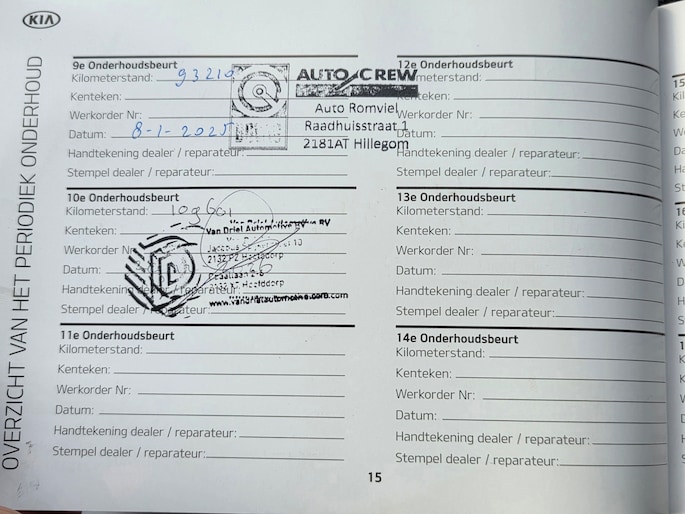 KIA
OVERZICHT VAN HET PERIODIEK ONDERHOUD
9e Onderhoudsbeurt
Kilometerstand: 93210
Kenteken:
Werkorder Nr:
Datum: 8-1-2025
Handtekening dealer / reparateur:
Stempel dealer / reparateur:
AUTO CREW
Auto Romviel
Raadhuisstraat 1
2181AT Hillegom
10e Onderhoudsbeurt
Kilometerstand: 109601
Kenteken:
Werkorder Nr
Datum:
Handtekening dealer / reparateur:
Stempel dealer / reparateur:
Van Driel Automotive BV
2132 PZ Hoofddorp
11e Onderhoudsbeurt
Kilometerstand:
Kenteken:
Werkorder Nr:
Datum:
Handtekening dealer / reparateur:
Stempel dealer / reparateur:
12e Onderhoudsbeurt
Kilometerstand:
Kenteken:
Werkorder Nr:
Datum:
Handtekening dealer / reparateur:
Stempel dealer / reparateur:
13e Onderhoudsbeurt
Kilometerstand:
Kenteken:
Werkorder Nr:
Datum:
Handtekening dealer / reparateur:
Stempel dealer / reparateur:
14e Onderhoudsbeurt
Kilometerstand:
Kenteken:
Werkorder Nr:
Datum:
Handtekening dealer / reparateur:
Stempel dealer / reparateur:
15